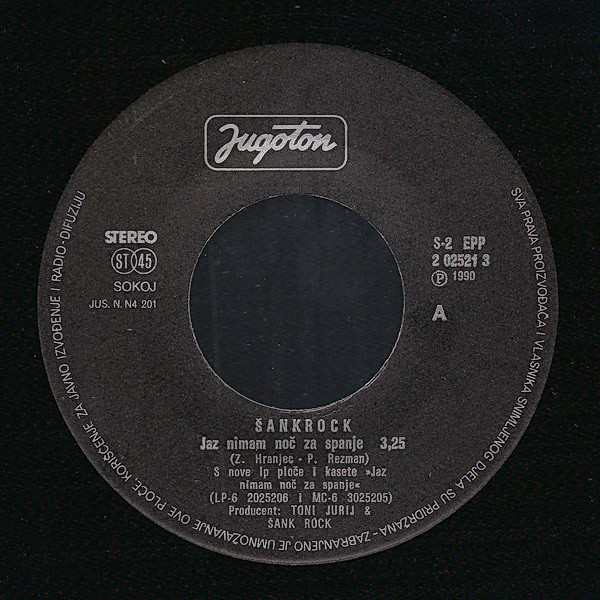 Jugoton
STEREO
ST 45
SOKOJ
JUS. N. N4 201
S-2 EPP
2 02521 3
Ⓟ 1990
A
ŠANKROCK
Jaz nimam noč za spanje 3,25
(Z. Hranjec - P. Rezman)
S nove lp ploče i kasete »Jaz
nimam noč za spanje«
(LP-6 2025206 i MC-6 3025205)
Producent: TONI JURIJ &
ŠANK ROCK
SVA PRAVA PROIZVOĐAČA I VLASNIKA SNIMLJENOG DJELA SU PRIDRŽANA - ZABRANJENO JE UMNOŽAVANJE OVE PLOČE, KORIŠĆENJE ZA JAVNO IZVOĐENJE I RADIO-DIFUZIJU